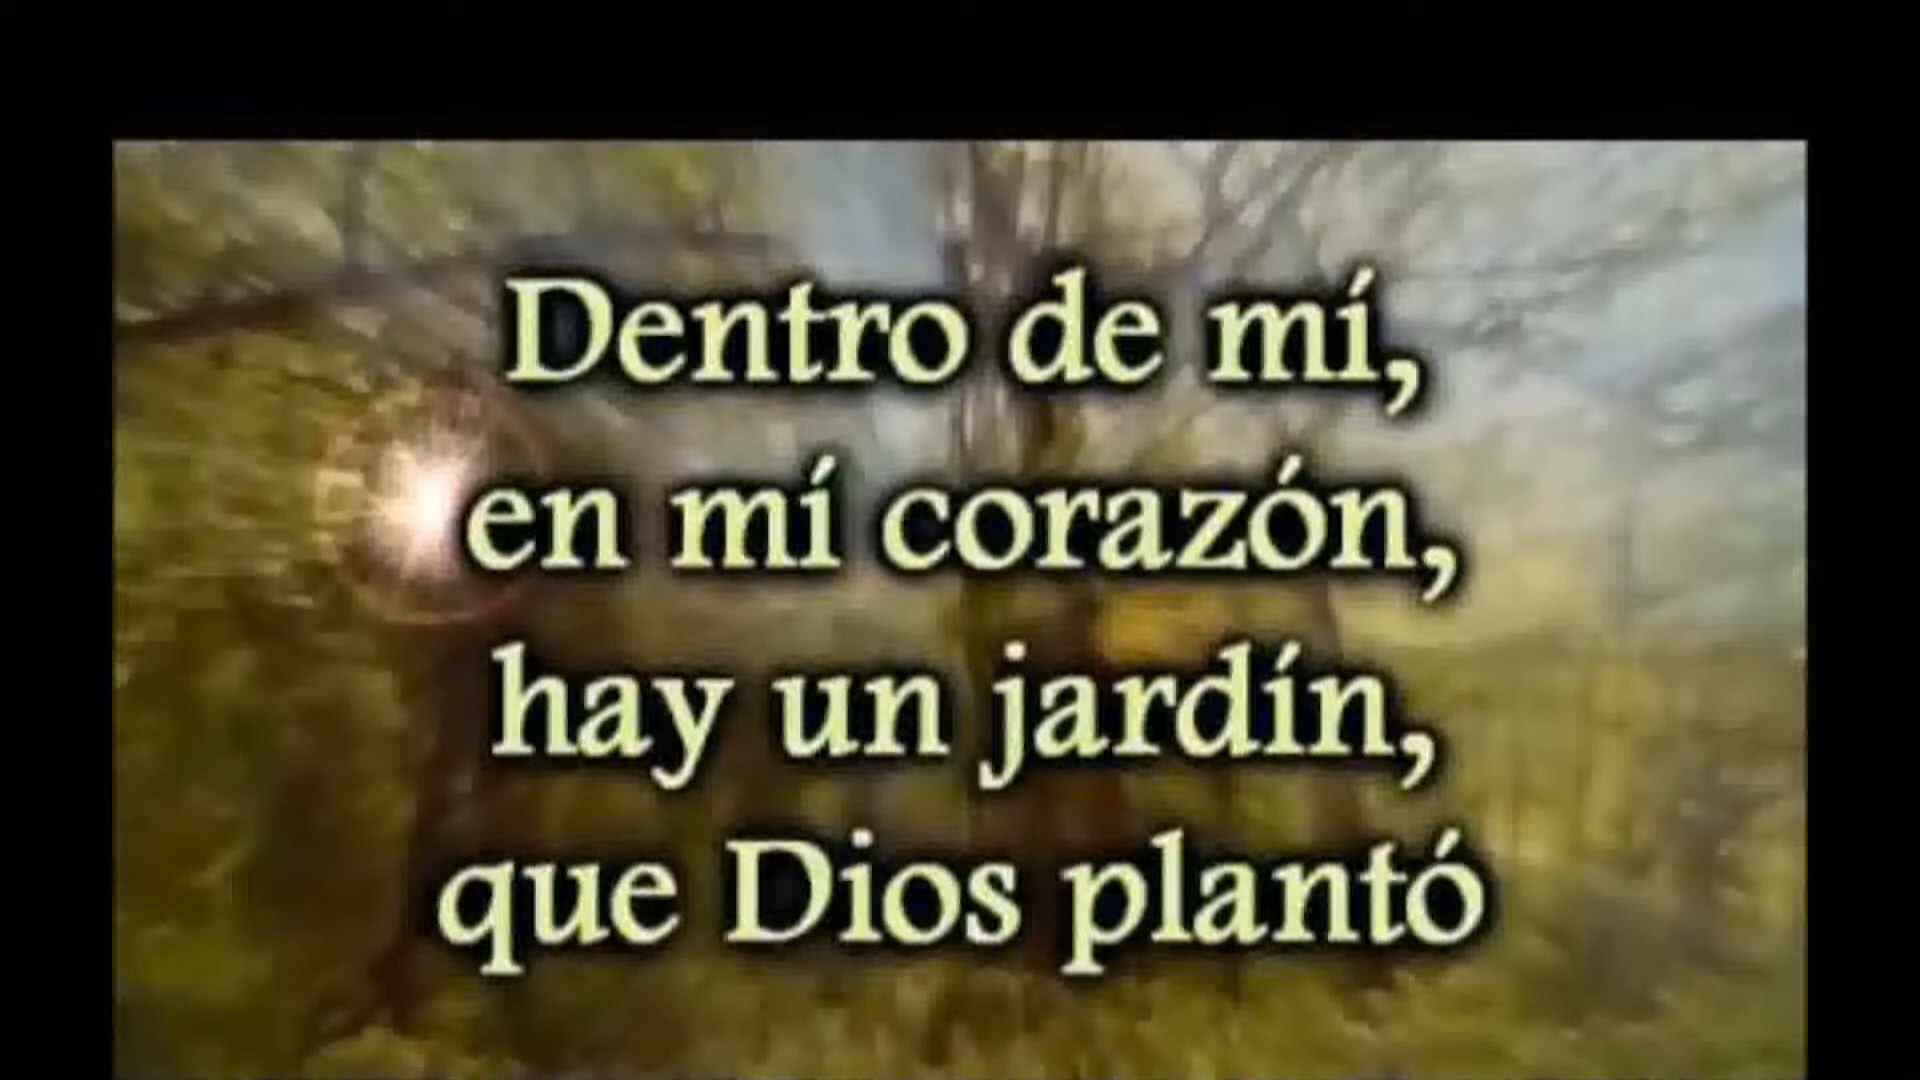 Dentro de mí,
en mí corazón,
hay un jardín,
que Dios plantó